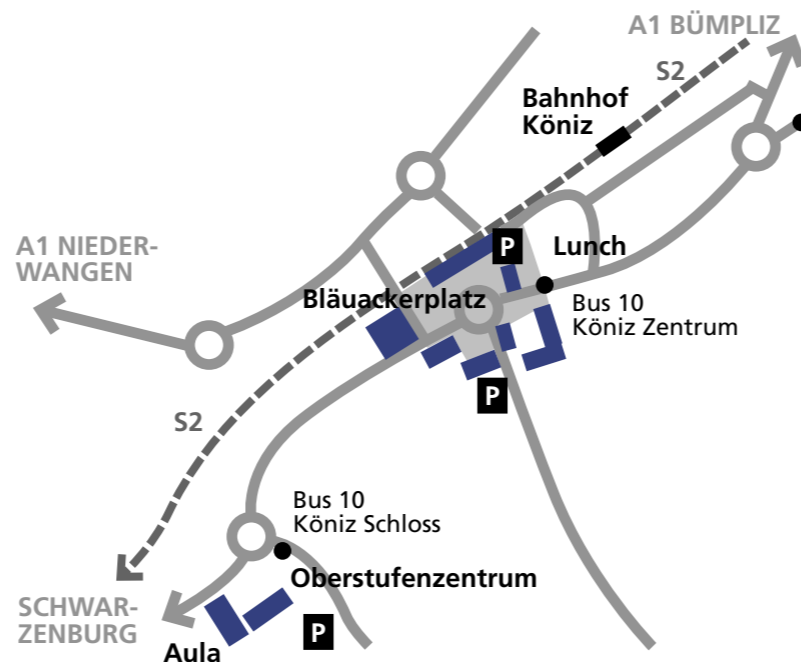 A1 BÜMPLIZ
S2
Bahnhof
Köniz
A1 NIEDER-
WANGEN
P
Lunch
Bläuackerplatz
Bus 10
Köniz Zentrum
P
S2
Bus 10
Köniz Schloss
Oberstufenzentrum
SCHWAR-
ZENBURG
P
Aula